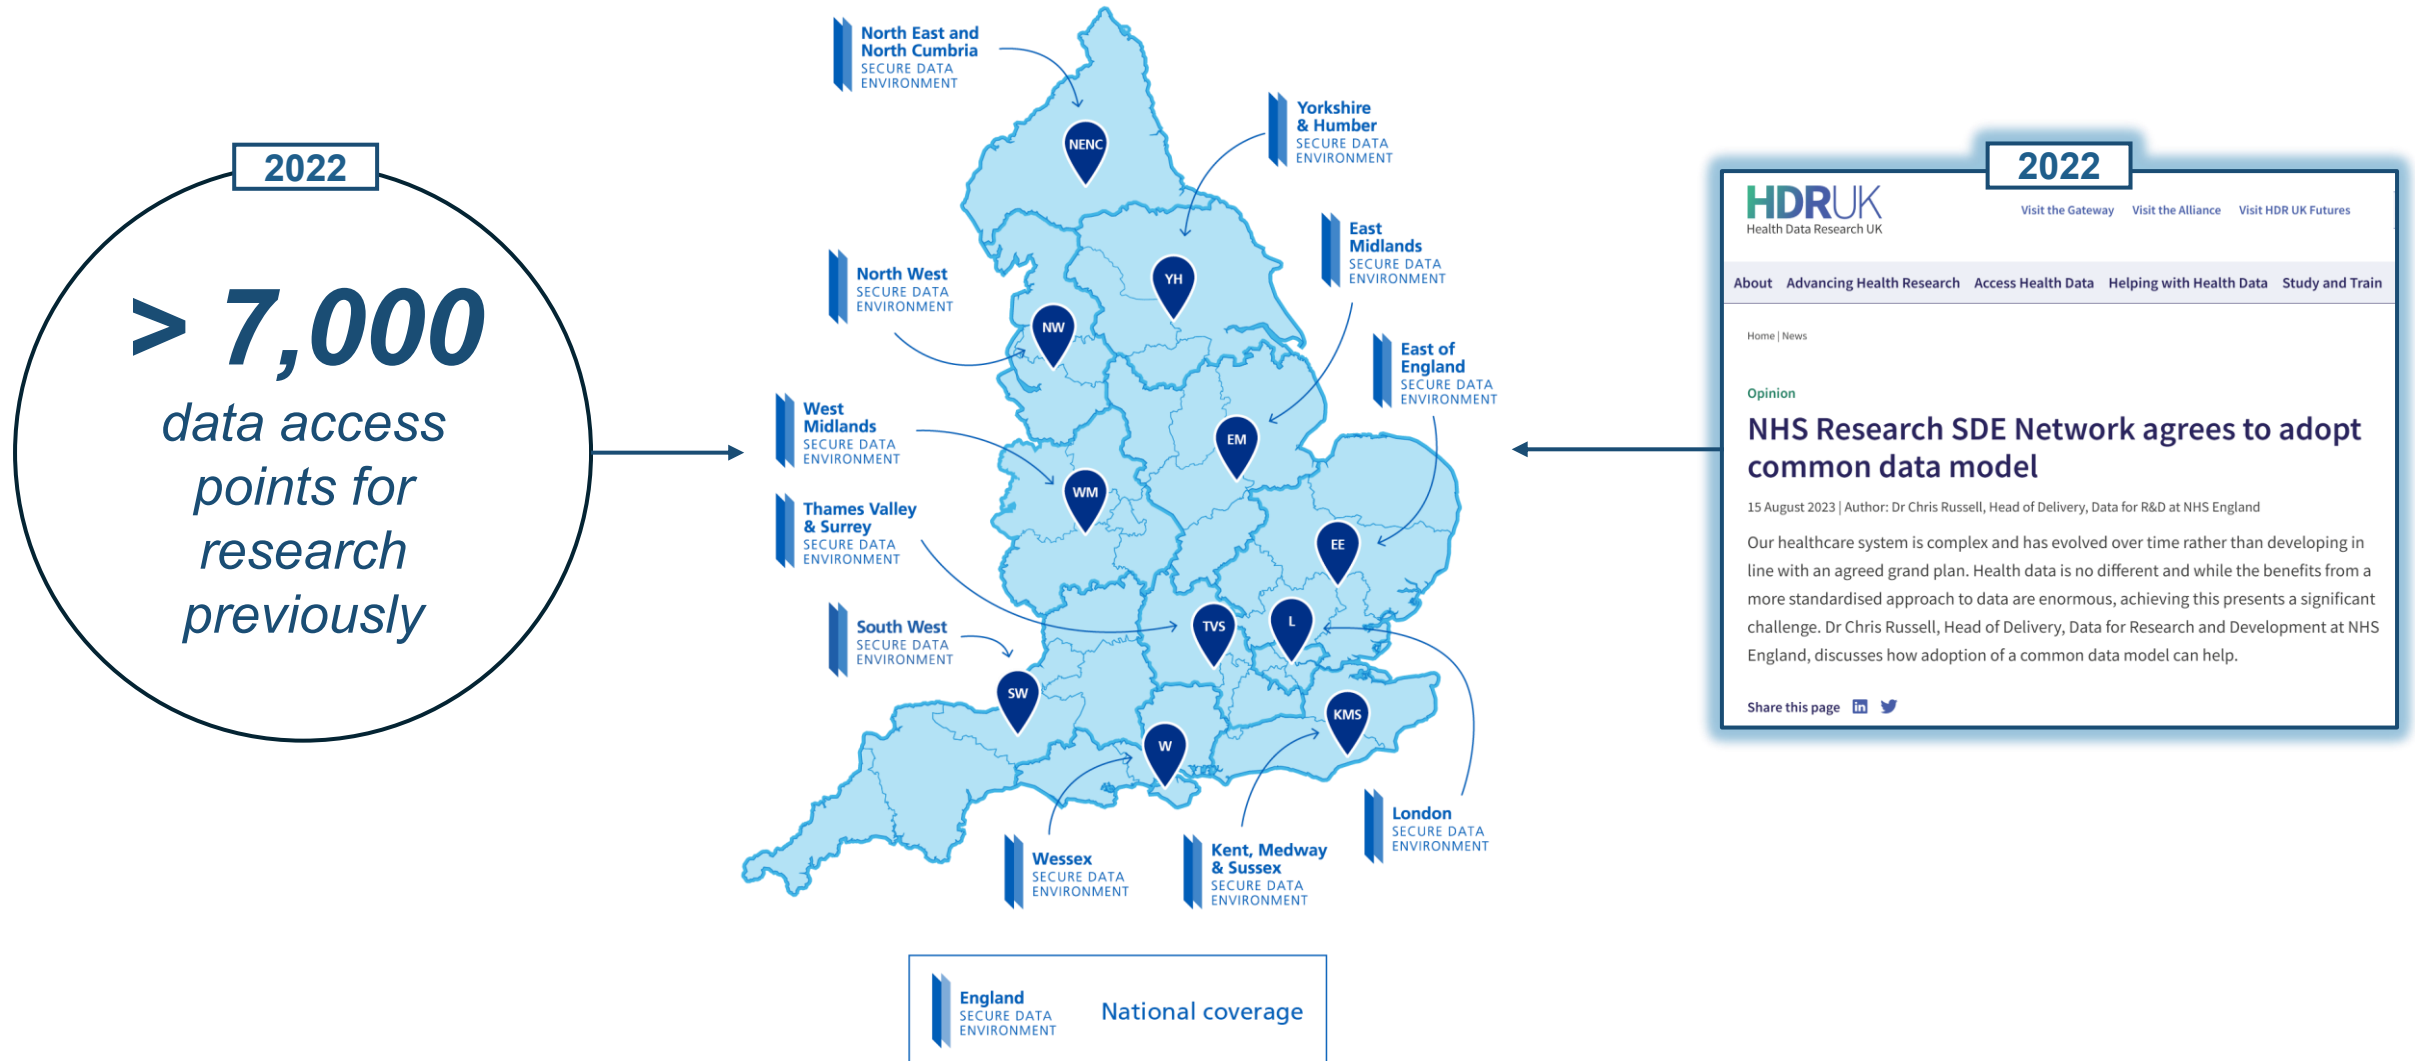 2022
> 7,000
data access
points for
research
previously
North East and
North Cumbria
SECURE DATA
ENVIRONMENT
Yorkshire
& Humber
SECURE DATA
ENVIRONMENT
East
Midlands
SECURE DATA
ENVIRONMENT
North West
SECURE DATA
ENVIRONMENT
East of
England
SECURE DATA
ENVIRONMENT
West
Midlands
SECURE DATA
ENVIRONMENT
Thames Valley
& Surrey
SECURE DATA
ENVIRONMENT
South West
SECURE DATA
ENVIRONMENT
Wessex
SECURE DATA
ENVIRONMENT
Kent, Medway
& Sussex
SECURE DATA
ENVIRONMENT
London
SECURE DATA
ENVIRONMENT
NENC
YH
NW
EM
WM
EE
TVS
L
SW
KMS
W
England
SECURE DATA
ENVIRONMENT
National coverage
2022
HDRUK
Health Data Research UK
Visit the Gateway Visit the Alliance Visit HDR UK Futures
About Advancing Health Research Access Health Data Helping with Health Data Study and Train
Home | News
Opinion
NHS Research SDE Network agrees to adopt
common data model
15 August 2023 | Author: Dr Chris Russell, Head of Delivery, Data for R&D at NHS England
Our healthcare system is complex and has evolved over time rather than developing in
line with an agreed grand plan. Health data is no different and while the benefits from a
more standardised approach to data are enormous, achieving this presents a significant
challenge. Dr Chris Russell, Head of Delivery, Data for Research and Development at NHS
England, discusses how adoption of a common data model can help.
Share this page in